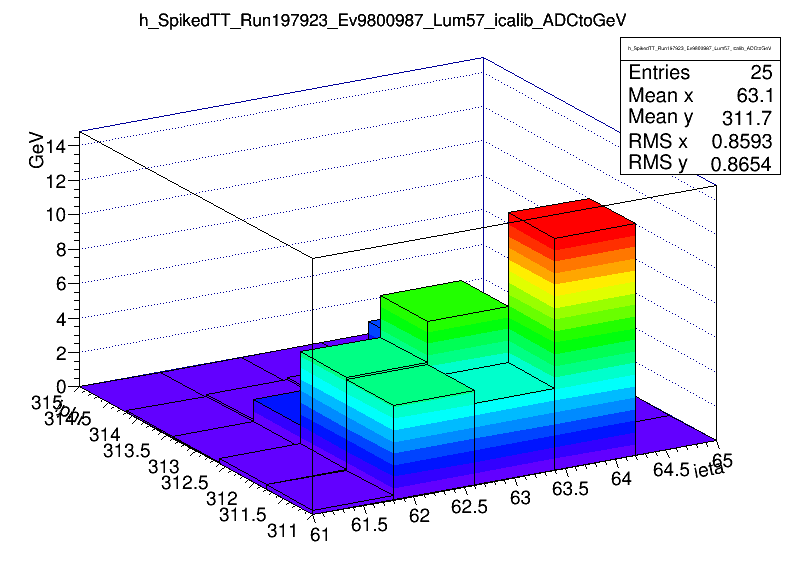 h_SpikedTT_Run197923_Ev9800987_Lum57_icalib_ADCtoGeV
h_SpikedTT_Run197923_Ev9800987_Lum57_icalib_ADCtoGeV
Entries 25
Mean x 63.1
Mean y 311.7
RMS x 0.8593
RMS y 0.8654
GeV
14
12
10
8
6
4
2
0
315
314.5
314
313.5
313
312.5
312
311.5
311
61
61.5
62
62.5
63
63.5
64
64.5
65
ieta